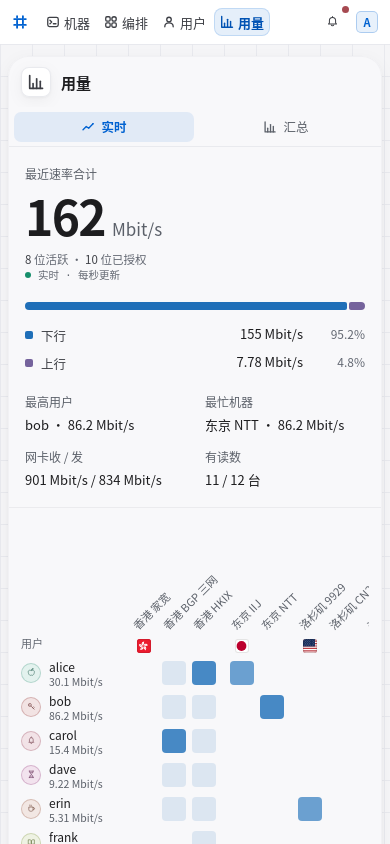 机器 编排 用户 用量 A
用量
实时 汇总
最近速率合计
162 Mbit/s
8 位活跃 · 10 位已授权
实时 · 每秒更新
下行 155 Mbit/s 95.2%
上行 7.78 Mbit/s 4.8%
最高用户 最忙机器
bob · 86.2 Mbit/s 东京 NTT · 86.2 Mbit/s
网卡收 / 发 有读数
901 Mbit/s / 834 Mbit/s 11 / 12 台
香港 家宽 香港 BGP 三网 香港 HKIX 东京 IIJ 东京 NTT 洛杉矶 9929 洛杉矶
用户
alice
30.1 Mbit/s
bob
86.2 Mbit/s
carol
15.4 Mbit/s
dave
9.22 Mbit/s
erin
5.31 Mbit/s
frank